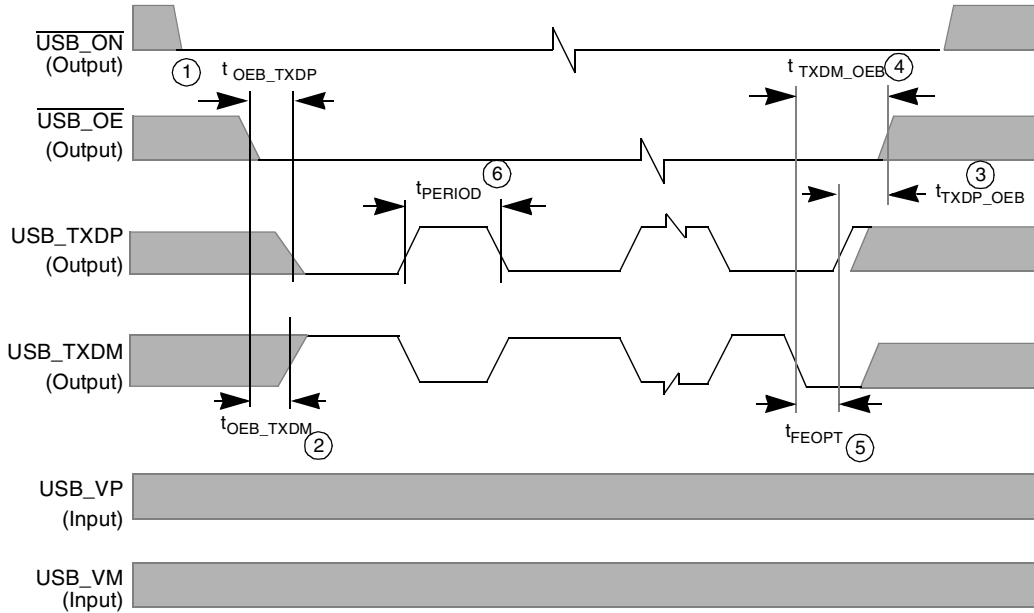 USB_ON
(Output)
1
t OEB_TXDP
t TXDM_OEB
4
USB_OE
(Output)
6
tPERIOD
3
tTXDP_OEB
USB_TXDP
(Output)
USB_TXDM
(Output)
tOEB_TXDM
2
tFEOPT
5
USB_VP
(Input)
USB_VM
(Input)